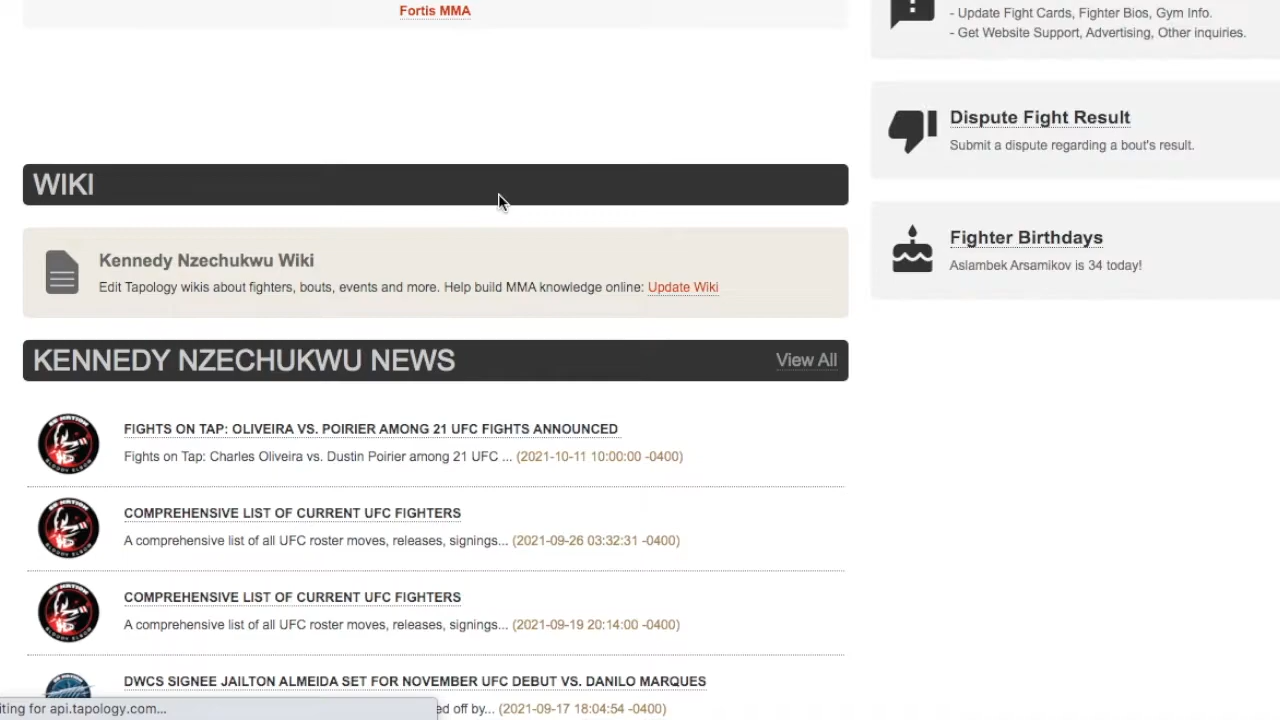 Fortis MMA
- Update Fight Cards, Fighter Bios, Gym Info.
- Get Website Support, Advertising, Other inquiries.
Dispute Fight Result
Submit a dispute regarding a bout's result.
Fighter Birthdays
Aslambek Arsamikov is 34 today!
WIKI
Kennedy Nzechukwu Wiki
Edit Tapology wikis about fighters, bouts, events and more. Help build MMA knowledge online: Update Wiki
KENNEDY NZECHUKWU NEWS
View All
FIGHTS ON TAP: OLIVEIRA VS. POIRIER AMONG 21 UFC FIGHTS ANNOUNCED
Fights on Tap: Charles Oliveira vs. Dustin Poirier among 21 UFC ... (2021-10-11 10:00:00 -0400)
COMPREHENSIVE LIST OF CURRENT UFC FIGHTERS
A comprehensive list of all UFC roster moves, releases, signings... (2021-09-26 03:32:31 -0400)
COMPREHENSIVE LIST OF CURRENT UFC FIGHTERS
A comprehensive list of all UFC roster moves, releases, signings... (2021-09-19 20:14:00 -0400)
DWCS SIGNEE JAILTON ALMEIDA SET FOR NOVEMBER UFC DEBUT VS. DANILO MARQUES
ed off by... (2021-09-17 18:04:54 -0400)
iting for api.tapology.com...